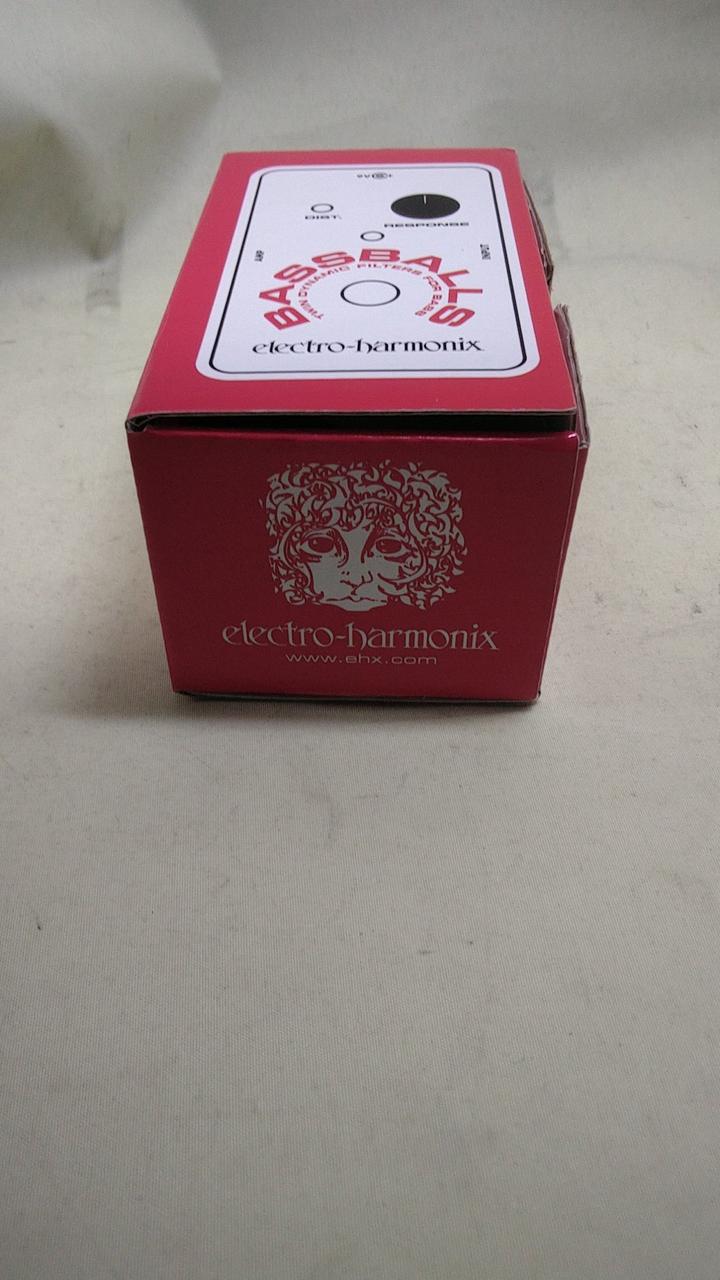 9V
DIST.
RESPONSE
AMP
INPUT
BASSBALLS
TWIN DYNAMIC FILTERS FOR BASS
electro-harmonix
electro-harmonix
www.ehx.com